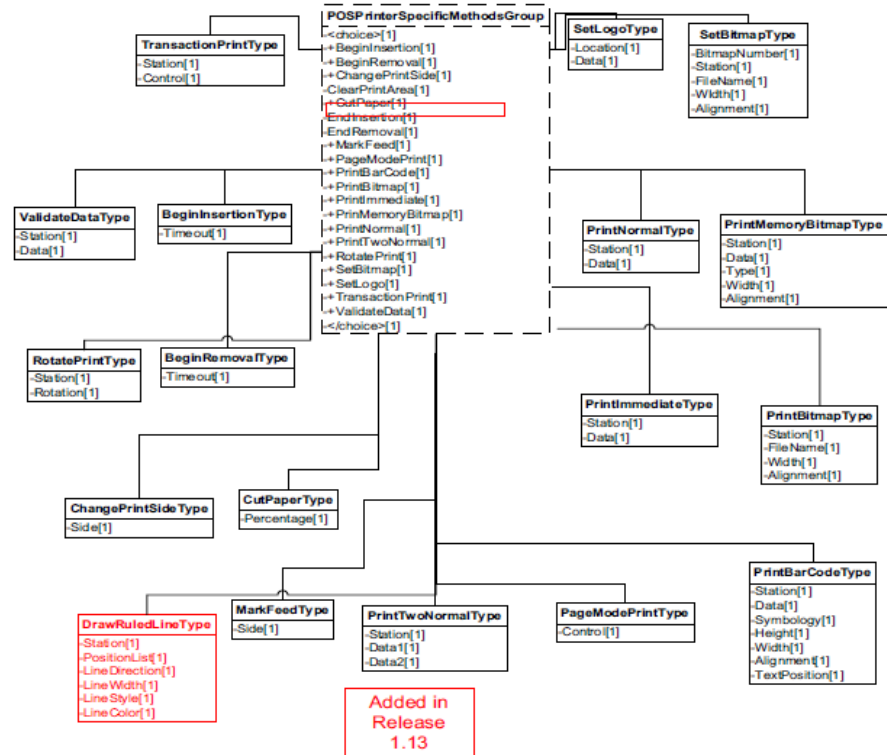 POSPrinterSpecificMethodsGroup
-<choice>[1]
-+BeginInsertion[1]
-+BeginRemoval[1]
-+ChangePrintSide[1]
-ClearPrintArea[1]
-+CutPaper[1]
-EndInsertion[1]
-EndRemoval[1]
-+MarkFeed[1]
-+PageModePrint[1]
-+PrintBarCode[1]
-+PrintBitmap[1]
-+PrintImmediate[1]
-+PrinMemoryBitmap[1]
-+PrintNormal[1]
-+PrintTwoNormal[1]
-+RotatePrint[1]
-+SetBitmap[1]
-+SetLogo[1]
-+TransactionPrint[1]
-+ValidateData[1]
-</choice>[1]
TransactionPrintType
-Station[1]
-Control[1]
SetLogoType
-Location[1]
-Data[1]
SetBitmapType
-BitmapNumber[1]
-Station[1]
-FileName[1]
-Width[1]
-Alignment[1]
ValidateDataType
-Station[1]
-Data[1]
BeginInsertionType
-Timeout[1]
PrintNormalType
-Station[1]
-Data[1]
PrintMemoryBitmapType
-Station[1]
-Data[1]
-Type[1]
-Width[1]
-Alignment[1]
RotatePrintType
-Station[1]
-Rotation[1]
BeginRemovalType
-Timeout[1]
PrintImmediateType
-Station[1]
-Data[1]
PrintBitmapType
-Station[1]
-FileName[1]
-Width[1]
-Alignment[1]
ChangePrintSideType
-Side[1]
CutPaperType
-Percentage[1]
DrawRuledLineType
-Station[1]
-PositionList[1]
-LineDirection[1]
-LineWidth[1]
-LineStyle[1]
-LineColor[1]
MarkFeedType
-Side[1]
PrintTwoNormalType
-Station[1]
-Data1[1]
-Data2[1]
PageModePrintType
-Control[1]
PrintBarCodeType
-Station[1]
-Data[1]
-Symbology[1]
-Height[1]
-Width[1]
-Alignment[1]
-TextPosition[1]
Added in
Release
1.13